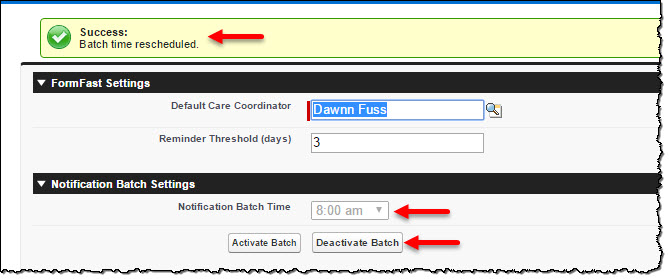 Success:
Batch time rescheduled.
FormFast Settings
Default Care Coordinator Dawnn Fuss
Reminder Threshold (days) 3
Notification Batch Settings
Notification Batch Time 8:00 am
Activate Batch Deactivate Batch